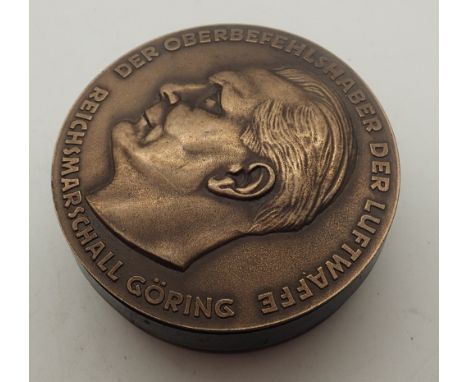 REICHSMARSCHALL GÖRING
DER OBERBEFEHLSHABER DER LUFTWAFFE